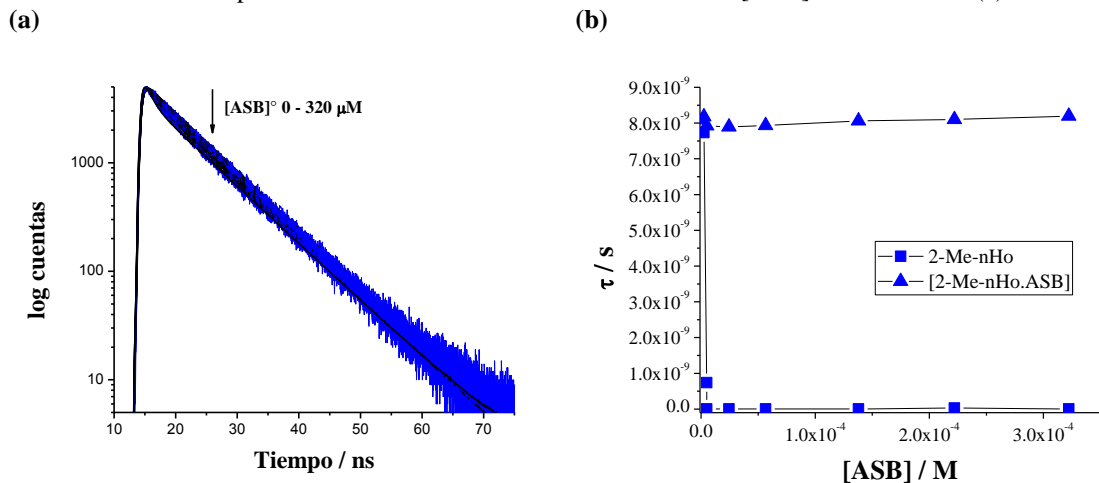 (a)
(b)
[ASB]° 0 - 320 μM
1000
100
10
log cuentas
10 20 30 40 50 60 70
Tiempo / ns
9.0x10⁻⁹
8.0x10⁻⁹
7.0x10⁻⁹
6.0x10⁻⁹
5.0x10⁻⁹
4.0x10⁻⁹
3.0x10⁻⁹
2.0x10⁻⁹
1.0x10⁻⁹
0.0
τ / s
2-Me-nHo
[2-Me-nHo.ASB]
0.0 1.0x10⁻⁴ 2.0x10⁻⁴ 3.0x10⁻⁴
[ASB] / M